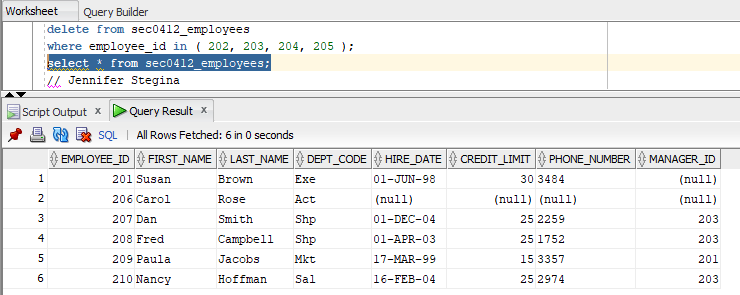 Worksheet Query Builder
delete from sec0412_employees
where employee_id in ( 202, 203, 204, 205 );
select * from sec0412_employees;
// Jennifer Stegina
Script Output x Query Result x
SQL | All Rows Fetched: 6 in 0 seconds
EMPLOYEE_ID FIRST_NAME LAST_NAME DEPT_CODE HIRE_DATE CREDIT_LIMIT PHONE_NUMBER MANAGER_ID
1 201 Susan Brown Exe 01-JUN-98 30 3484 (null)
2 206 Carol Rose Act (null) (null) (null) (null)
3 207 Dan Smith Shp 01-DEC-04 25 2259 203
4 208 Fred Campbell Shp 01-APR-03 25 1752 203
5 209 Paula Jacobs Mkt 17-MAR-99 15 3357 201
6 210 Nancy Hoffman Sal 16-FEB-04 25 2974 203